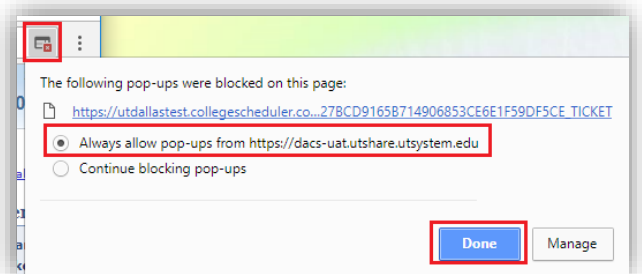 The following pop-ups were blocked on this page:
https://utdallastest.collegescheduler.co...27BCD9165B714906853CE6E1F59DF5CE_TICKET
Always allow pop-ups from https://dacs-uat.utshare.utsystem.edu
Continue blocking pop-ups
Done Manage